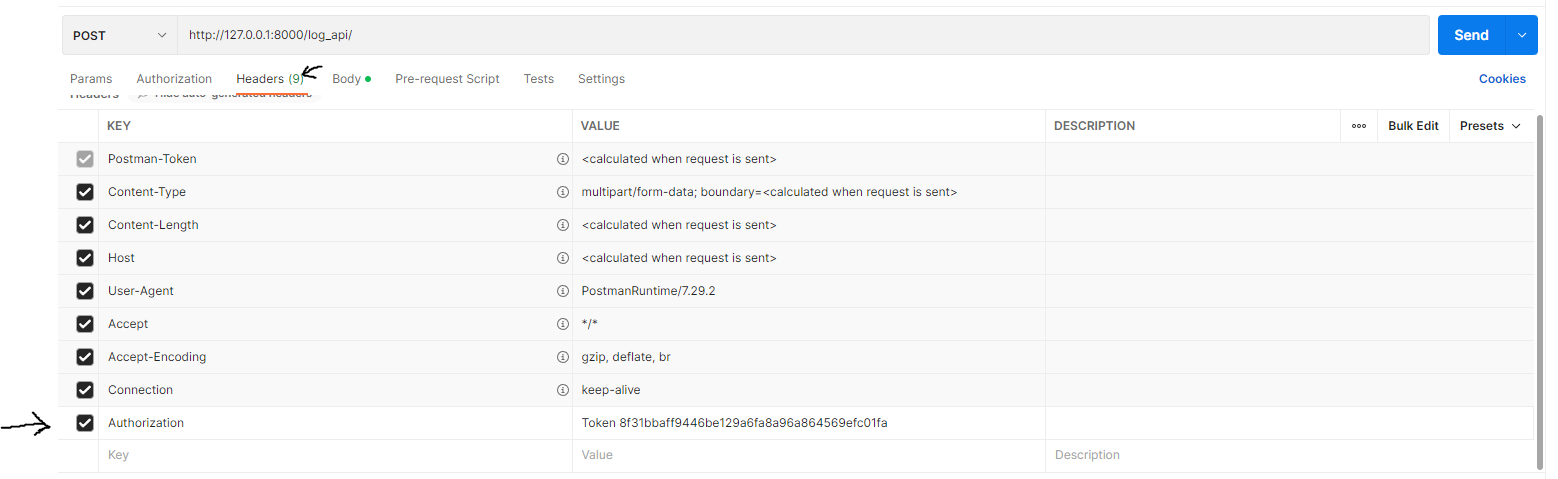 POST http://127.0.0.1:8000/log_api/ Send
Params Authorization Headers (9) Body Pre-request Script Tests Settings Cookies
Headers Hide auto-generated headers
KEY VALUE DESCRIPTION ooo Bulk Edit Presets
Postman-Token <calculated when request is sent>
Content-Type multipart/form-data; boundary=<calculated when request is sent>
Content-Length <calculated when request is sent>
Host <calculated when request is sent>
User-Agent PostmanRuntime/7.29.2
Accept */*
Accept-Encoding gzip, deflate, br
Connection keep-alive
Authorization Token 8f31bbaff9446be129a6fa8a96a864569efc01fa
Key Value Description